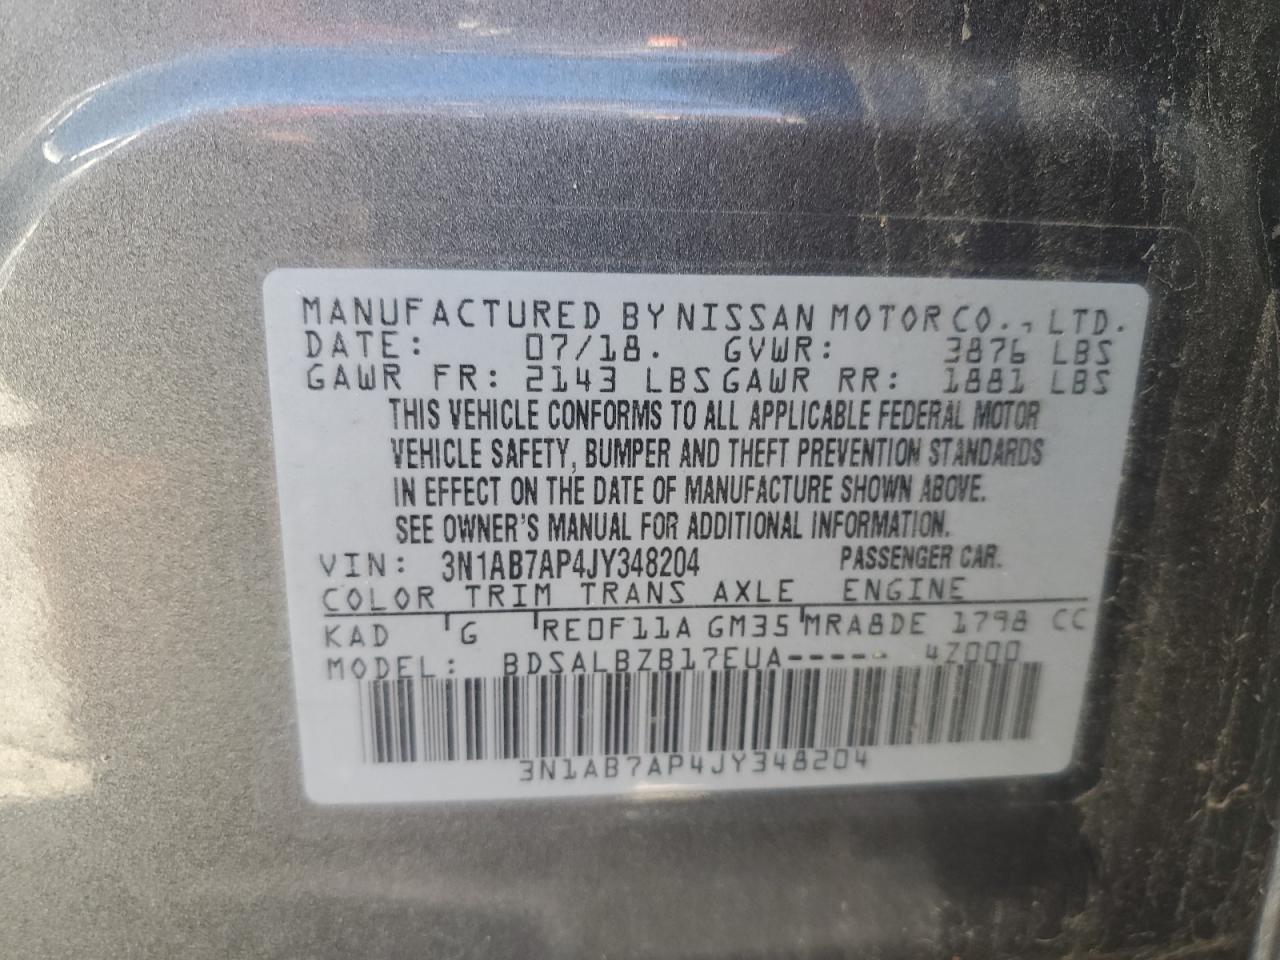 MANUFACTURED BY NISSAN MOTOR CO., LTD.
DATE: 07/18. GVWR: 3876 LBS
GAWR FR: 2143 LBS GAWR RR: 1881 LBS
THIS VEHICLE CONFORMS TO ALL APPLICABLE FEDERAL MOTOR
VEHICLE SAFETY, BUMPER AND THEFT PREVENTION STANDARDS
IN EFFECT ON THE DATE OF MANUFACTURE SHOWN ABOVE.
SEE OWNER'S MANUAL FOR ADDITIONAL INFORMATION.
VIN: 3N1AB7AP4JY348204 PASSENGER CAR.
COLOR TRIM TRANS AXLE ENGINE
KAD G RE0F11A GM35 MRA8DE 1798 CC
MODEL: BDSALBZB17EUA----- 4Z000
3N1AB7AP4JY348204